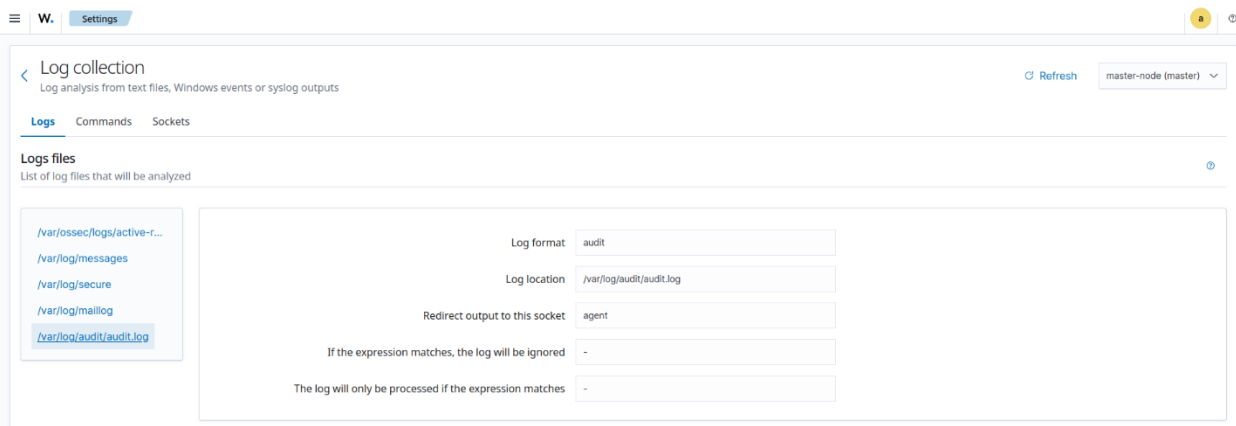 W. Settings a
Log collection
Log analysis from text files, Windows events or syslog outputs
Refresh master-node (master)
Logs Commands Sockets
Logs files
List of log files that will be analyzed
/var/ossec/logs/active-r...
/var/log/messages
/var/log/secure
/var/log/maillog
/var/log/audit/audit.log
Log format audit
Log location /var/log/audit/audit.log
Redirect output to this socket agent
If the expression matches, the log will be ignored -
The log will only be processed if the expression matches -